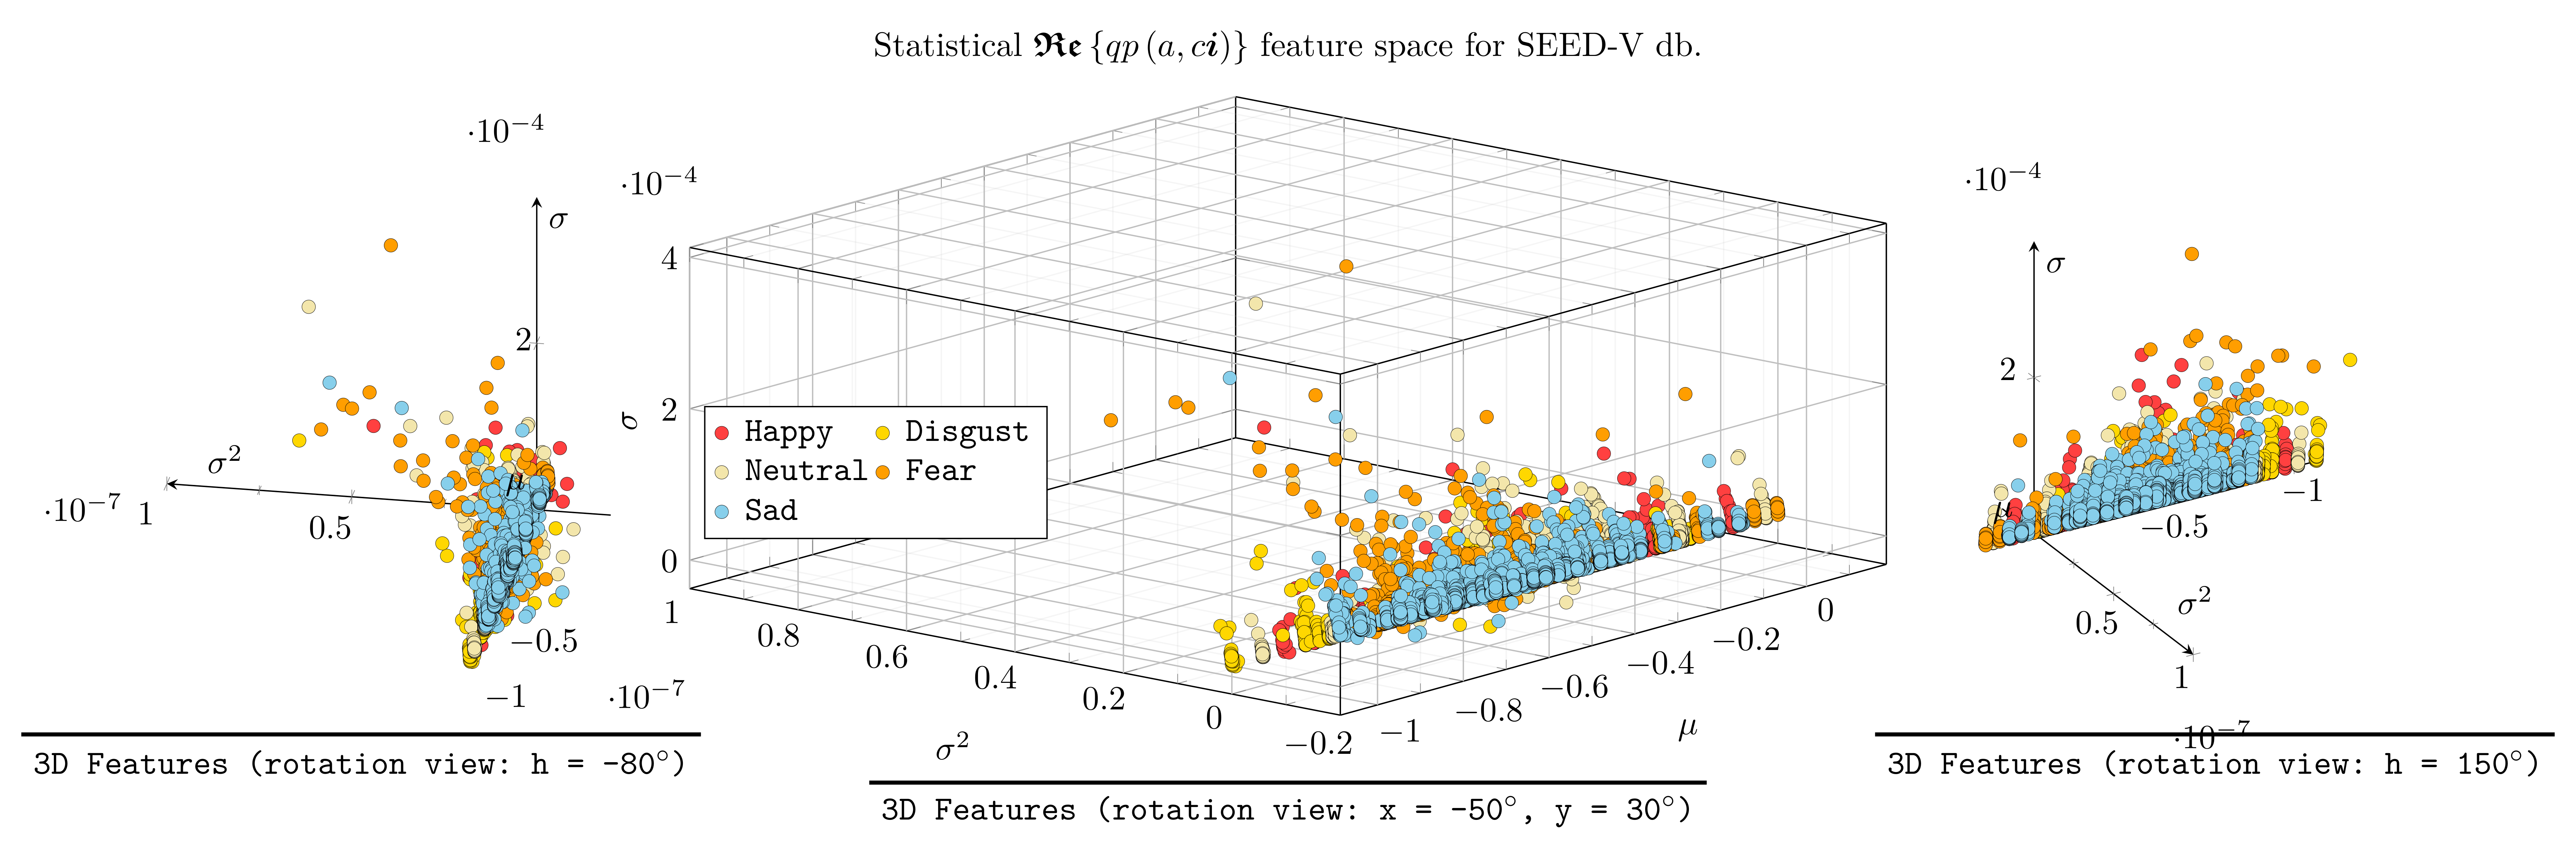 Statistical 𝕽𝖊 {qp (a, ci)} feature space for SEED-V db.
·10⁻⁴
σ
2
σ²
·10⁻⁷
1
0.5
μ
−0.5
−1
·10⁻⁷
3D Features (rotation view: h = -80°)
·10⁻⁴
4
2
0
σ
Happy Disgust
Neutral Fear
Sad
1
0.8
0.6
0.4
0.2
0
−0.2
σ²
−1
−0.8
−0.6
−0.4
−0.2
0
μ
3D Features (rotation view: x = -50°, y = 30°)
·10⁻⁴
σ
2
μ
−0.5
−1
σ²
0.5
1
·10⁻⁷
3D Features (rotation view: h = 150°)